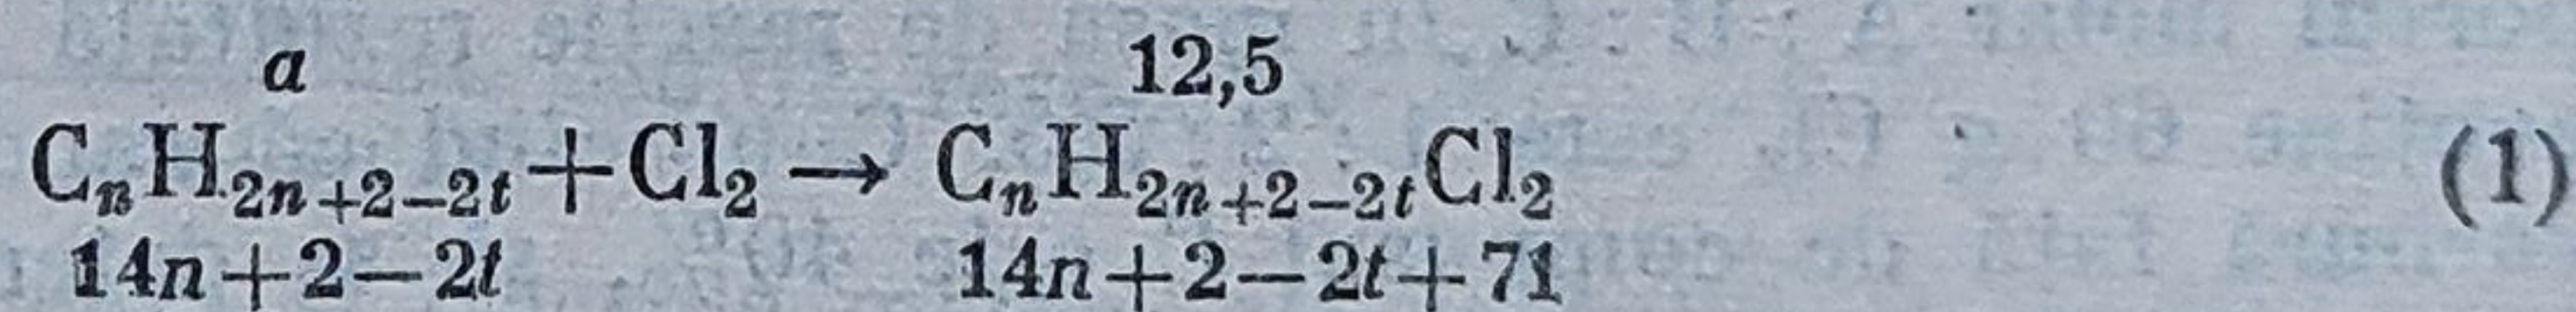 a 12,5
CₙH₂ₙ₊₂₋₂ₜ+Cl₂ → CₙH₂ₙ₊₂₋₂ₜCl₂ (1)
14n+2−2t 14n+2−2t+71